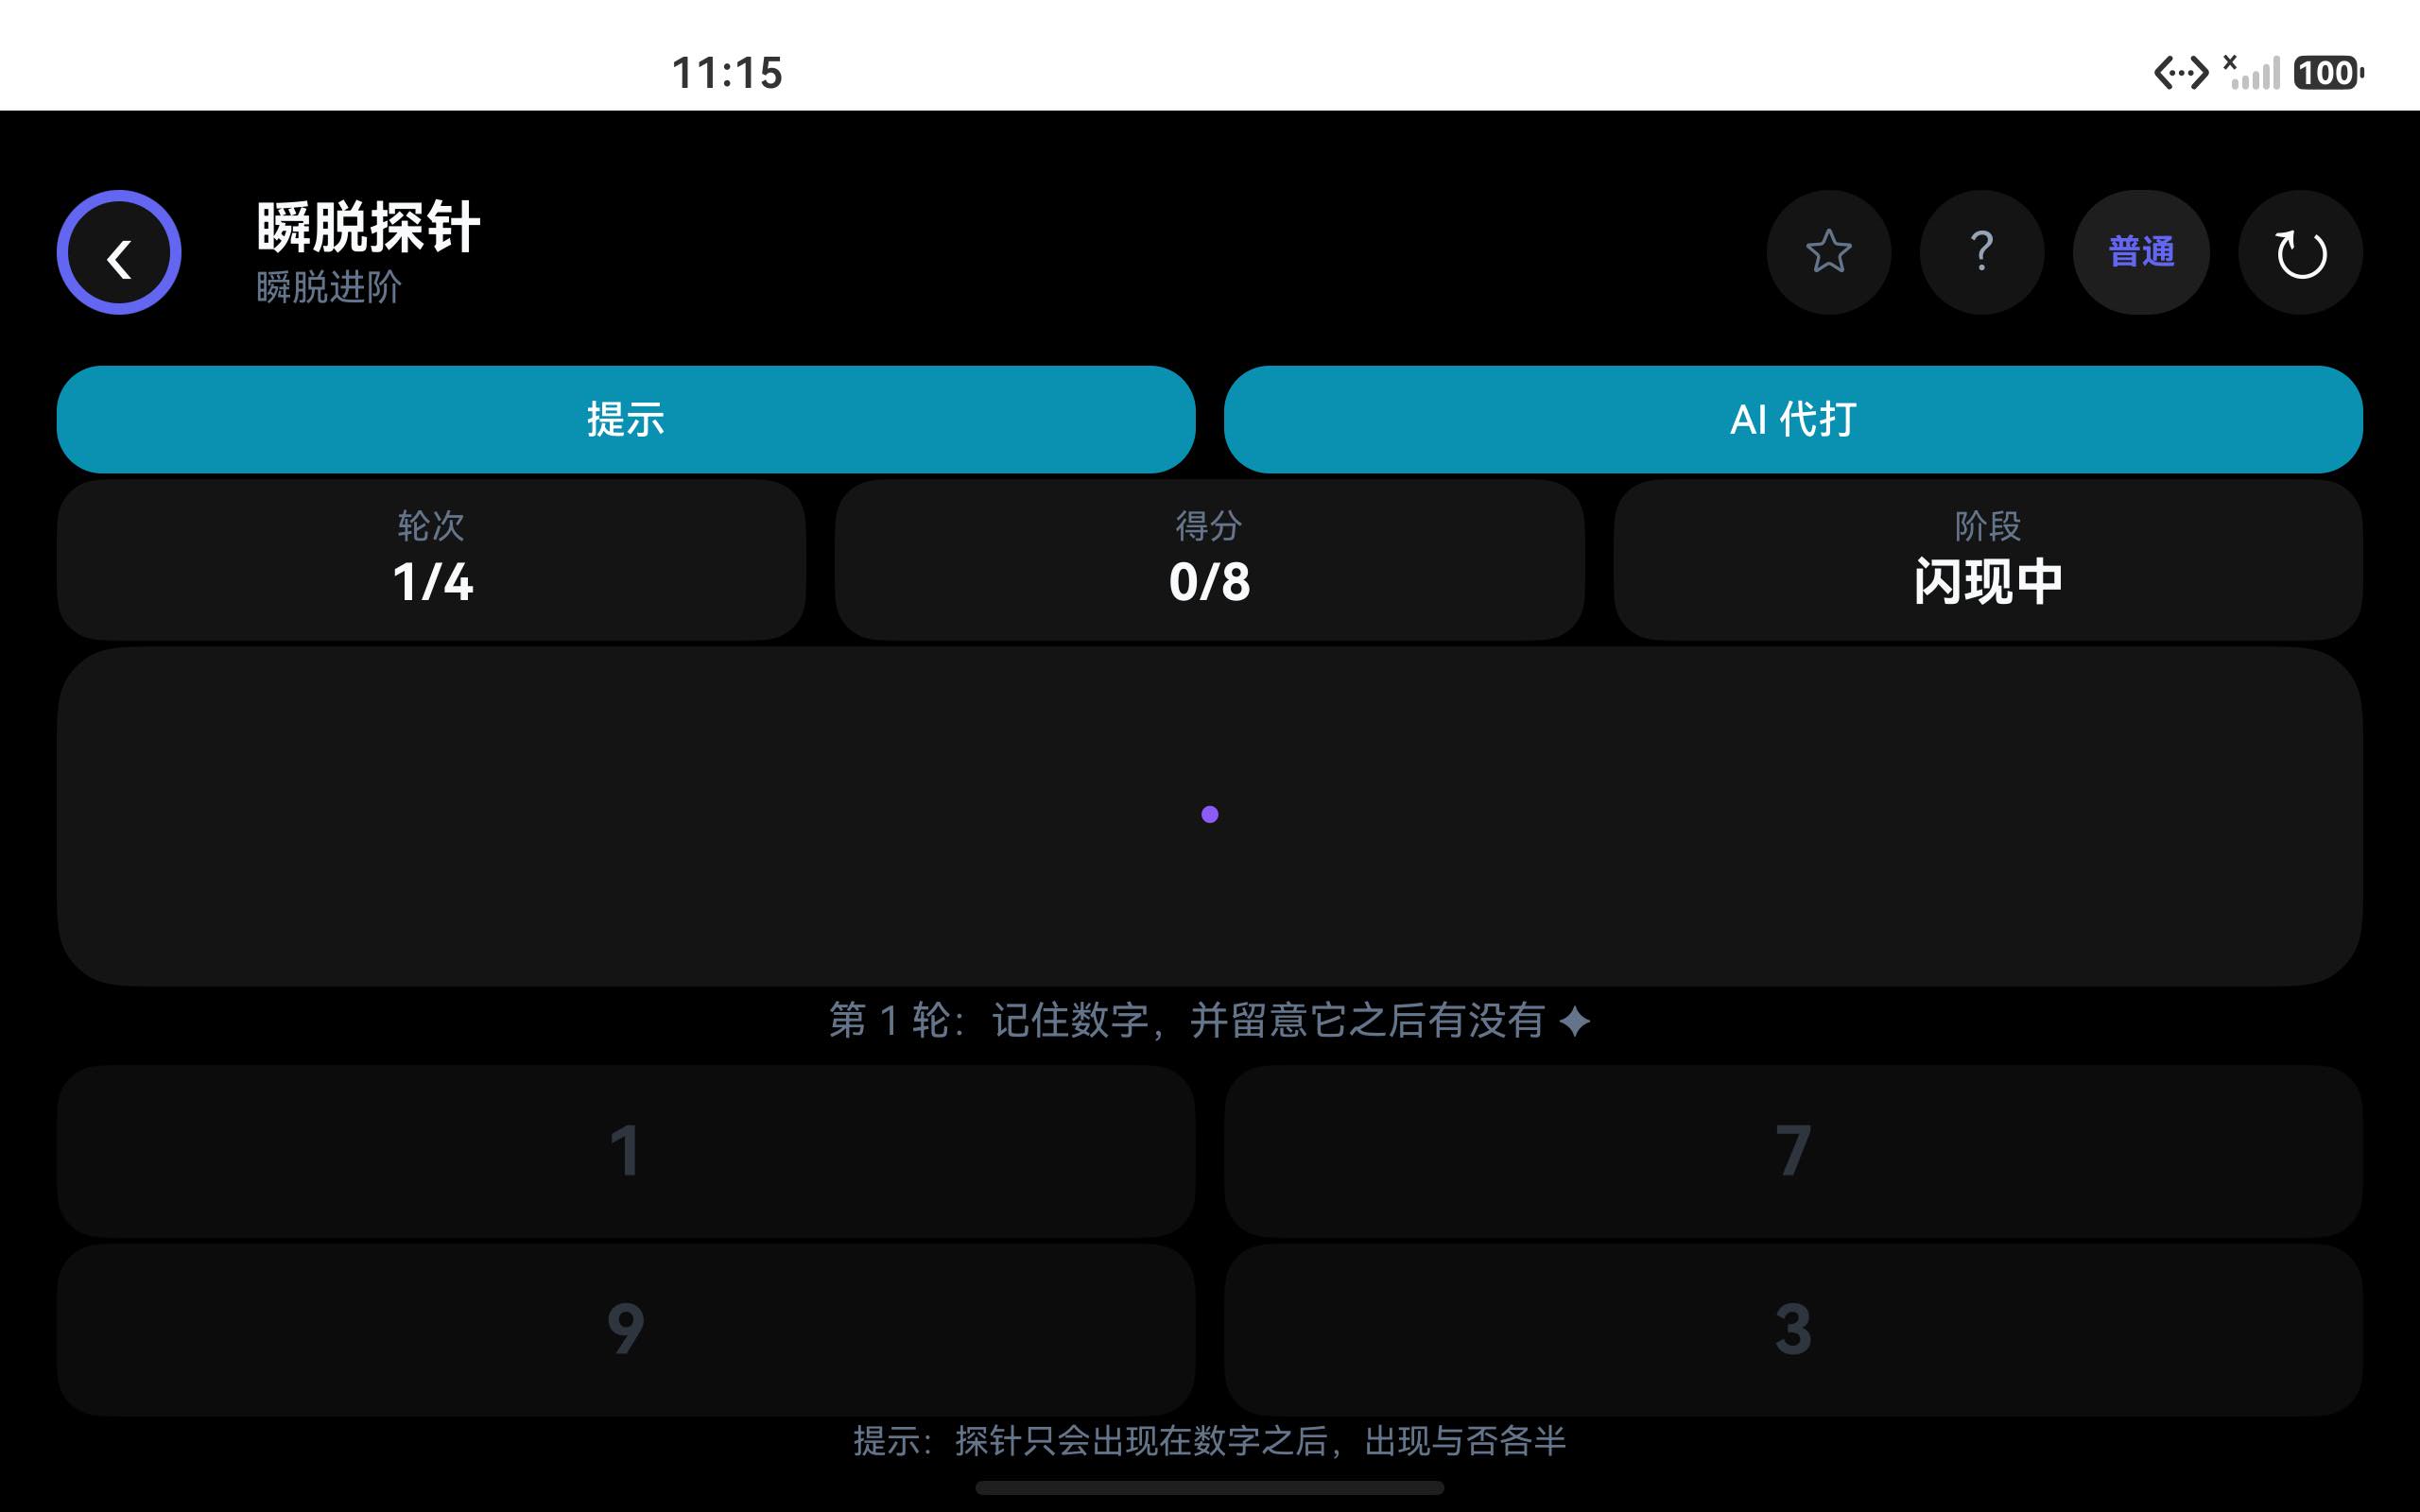 11:15
100
瞬脱探针
瞬脱进阶
?
普通
提示
AI 代打
轮次
1/4
得分
0/8
阶段
闪现中
第 1 轮：记住数字，并留意它之后有没有 ✦
1
7
9
3
提示：探针只会出现在数字之后，出现与否各半